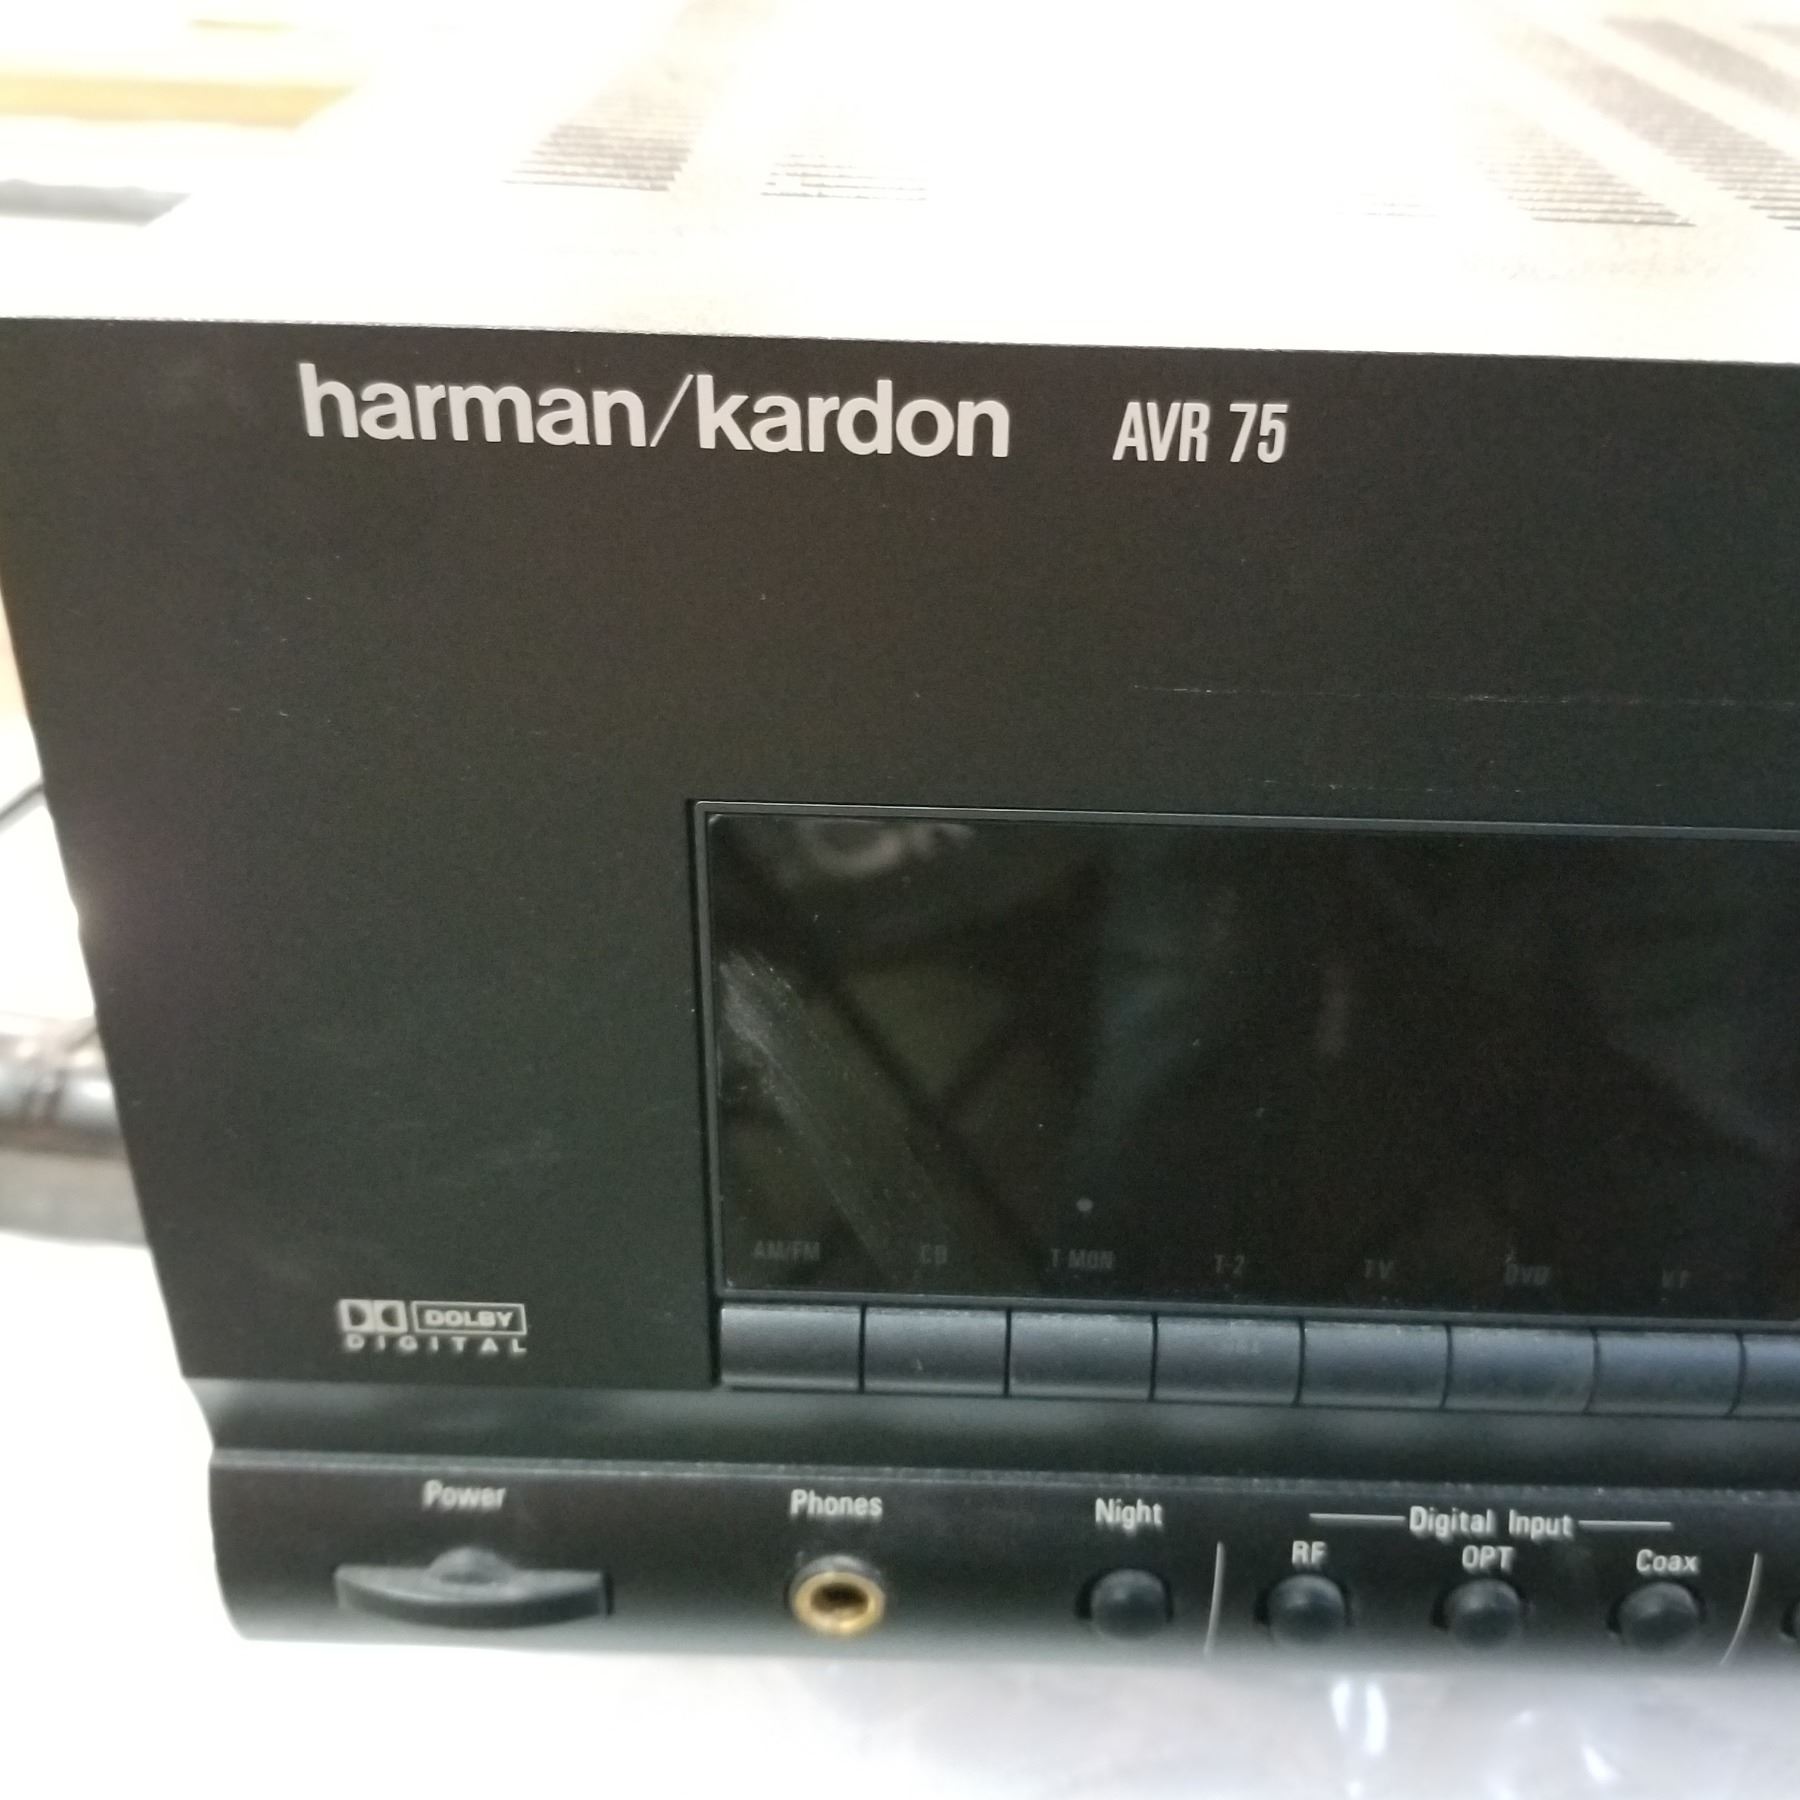 harman/kardon AVR 75
AM/FM CD T-MON T-2 TV DVD
DOLBY
DIGITAL
Power Phones Night Digital Input
RF OPT Coax